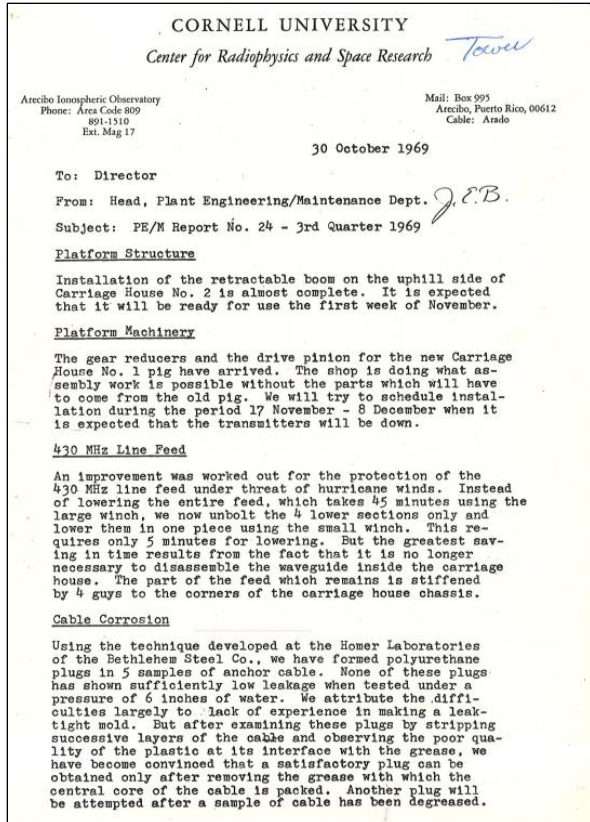 CORNELL UNIVERSITY
Center for Radiophysics and Space Research
Tower
Arecibo Ionospheric Observatory
Phone: Area Code 809
891-1510
Ext. Mag 17
Mail: Box 995
Arecibo, Puerto Rico, 00612
Cable: Arado
30 October 1969
To: Director
From: Head, Plant Engineering/Maintenance Dept. J.E.B.
Subject: PE/M Report No. 24 - 3rd Quarter 1969
Platform Structure
Installation of the retractable boom on the uphill side of
Carriage House No. 2 is almost complete. It is expected
that it will be ready for use the first week of November.
Platform Machinery
The gear reducers and the drive pinion for the new Carriage
House No. 1 pig have arrived. The shop is doing what as-
sembly work is possible without the parts which will have
to come from the old pig. We will try to schedule instal-
lation during the period 17 November - 8 December when it
is expected that the transmitters will be down.
430 MHz Line Feed
An improvement was worked out for the protection of the
430 MHz line feed under threat of hurricane winds. Instead
of lowering the entire feed, which takes 45 minutes using the
large winch, we now unbolt the 4 lower sections only and
lower them in one piece using the small winch. This re-
quires only 5 minutes for lowering. But the greatest sav-
ing in time results from the fact that it is no longer
necessary to disassemble the waveguide inside the carriage
house. The part of the feed which remains is stiffened
by 4 guys to the corners of the carriage house chassis.
Cable Corrosion
Using the technique developed at the Homer Laboratories
of the Bethlehem Steel Co., we have formed polyurethane
plugs in 5 samples of anchor cable. None of these plugs
has shown sufficiently low leakage when tested under a
pressure of 6 inches of water. We attribute the diffi-
culties largely to lack of experience in making a leak-
tight mold. But after examining these plugs by stripping
successive layers of the cable and observing the poor qua-
lity of the plastic at its interface with the grease, we
have become convinced that a satisfactory plug can be
obtained only after removing the grease with which the
central core of the cable is packed. Another plug will
be attempted after a sample of cable has been degreased.